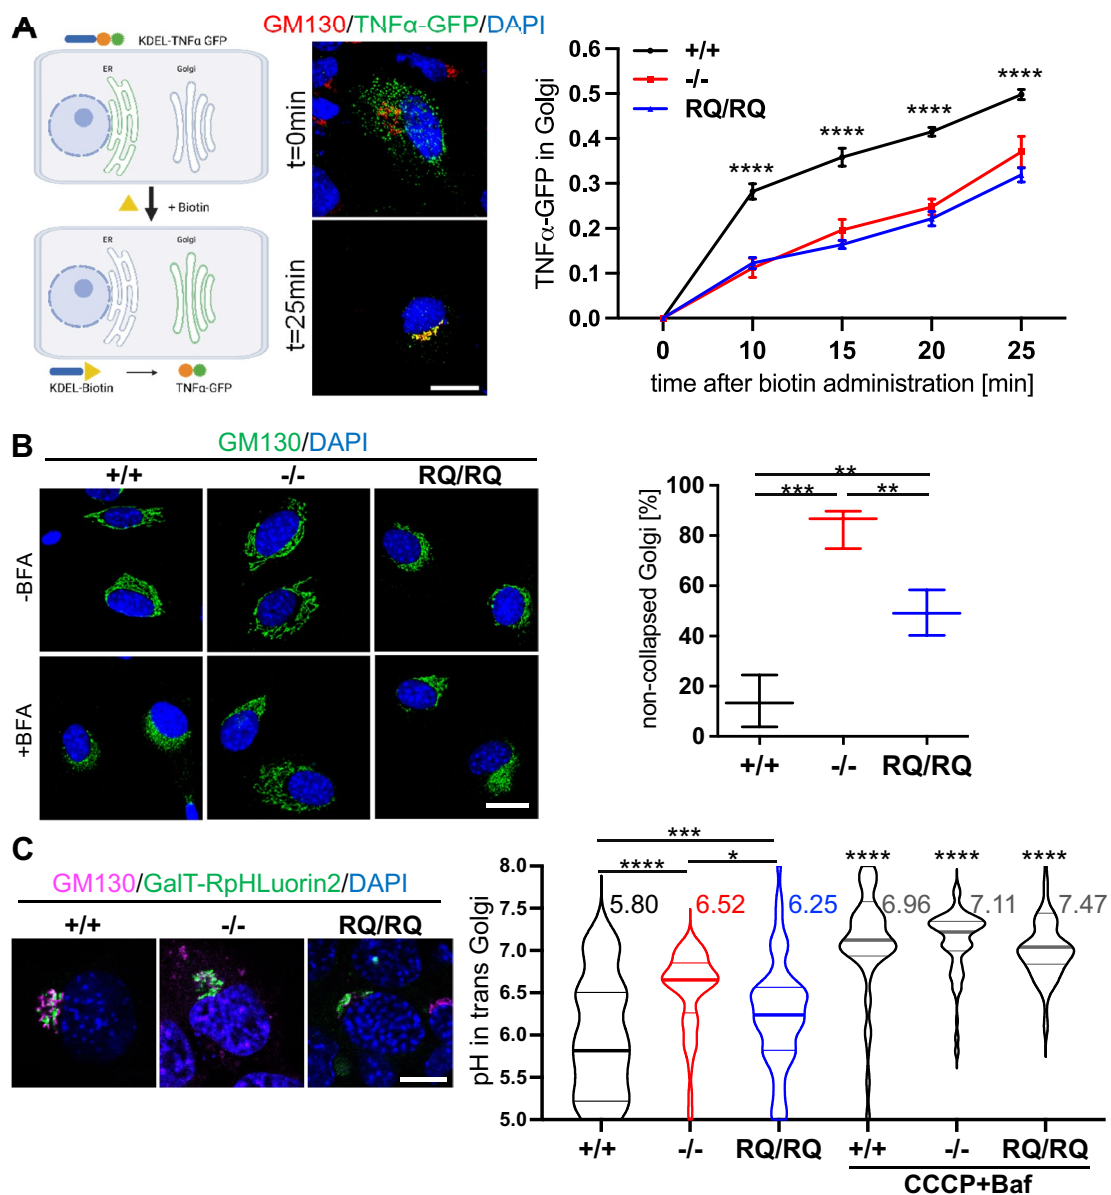 A
KDEL-TNFα GFP
ER
Golgi
+ Biotin
ER
Golgi
KDEL-Biotin
TNFα-GFP
GM130/TNFα-GFP/DAPI
t=0min
t=25min
+/+
-/-
RQ/RQ
TNFα-GFP in Golgi
0.6
0.5
0.4
0.3
0.2
0.1
0.0
****
****
****
****
0
10
15
20
25
time after biotin administration [min]
B
GM130/DAPI
+/+
-/-
RQ/RQ
-BFA
+BFA
non-collapsed Golgi [%]
100
80
60
40
20
0
**
***
**
+/+
-/-
RQ/RQ
C
GM130/GalT-RpHLuorin2/DAPI
+/+
-/-
RQ/RQ
pH in trans Golgi
8.0
7.5
7.0
6.5
6.0
5.5
5.0
***
****
*
****
****
****
5.80
6.52
6.25
6.96
7.11
7.47
+/+
-/-
RQ/RQ
+/+
-/-
RQ/RQ
CCCP+Baf